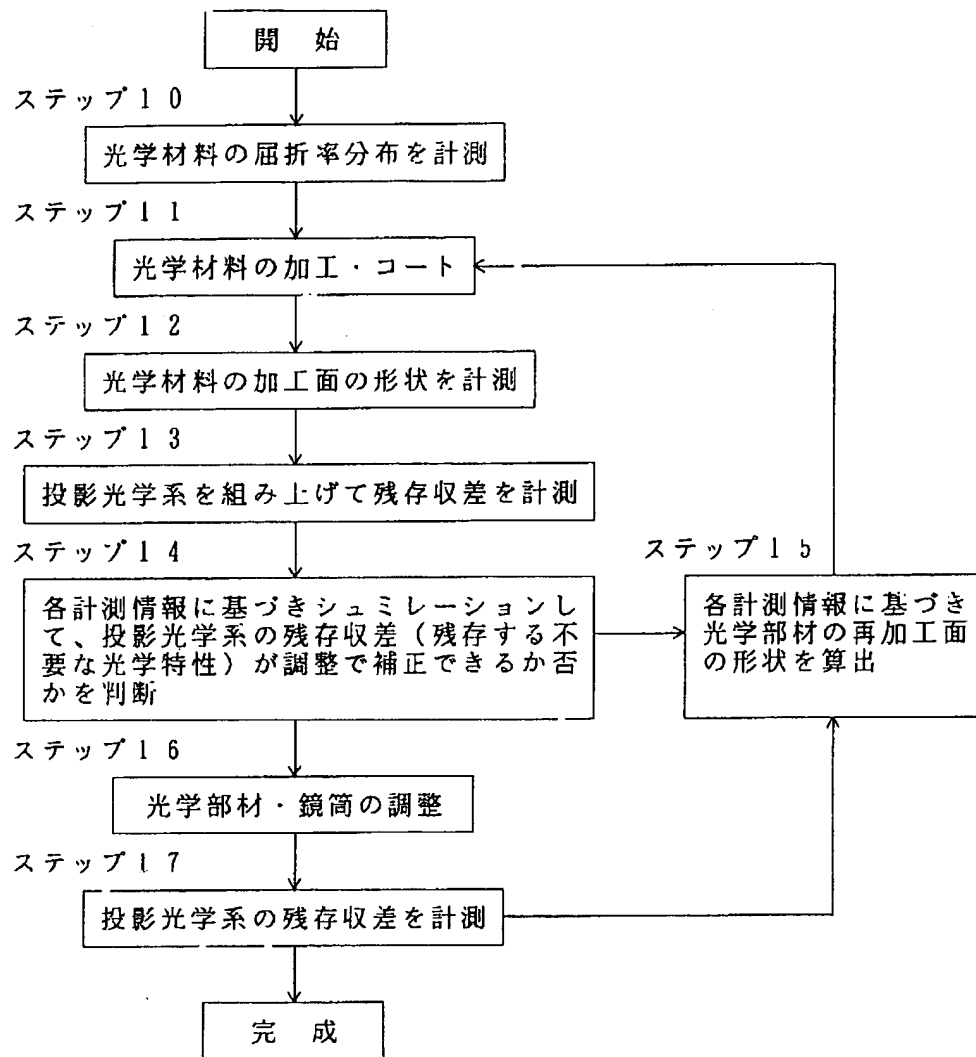 開 始
ステップ10
光学材料の屈折率分布を計測
ステップ11
光学材料の加工・コート
ステップ12
光学材料の加工面の形状を計測
ステップ13
投影光学系を組み上げて残存収差を計測
ステップ14
各計測情報に基づきシュミレーションし
て、投影光学系の残存収差（残存する不
要な光学特性）が調整で補正できるか否
かを判断
ステップ15
各計測情報に基づき
光学部材の再加工面
の形状を算出
ステップ16
光学部材・鏡筒の調整
ステップ17
投影光学系の残存収差を計測
完 成